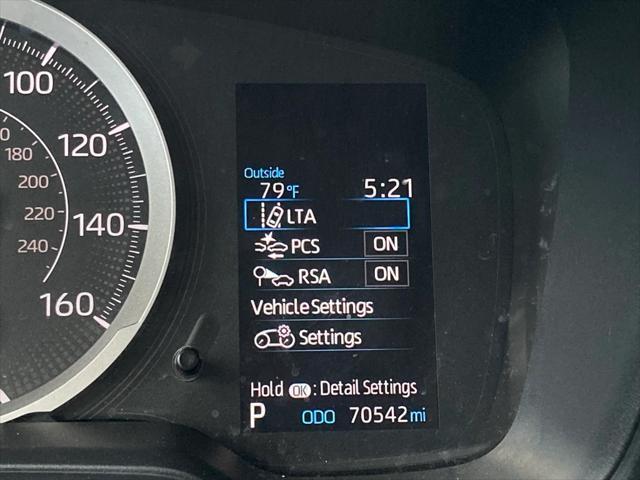 100
120
140
160
180
200
220
240
Outside
79°F 5:21
LTA
PCS ON
RSA ON
Vehicle Settings
Settings
Hold OK : Detail Settings
P ODO 70542 mi